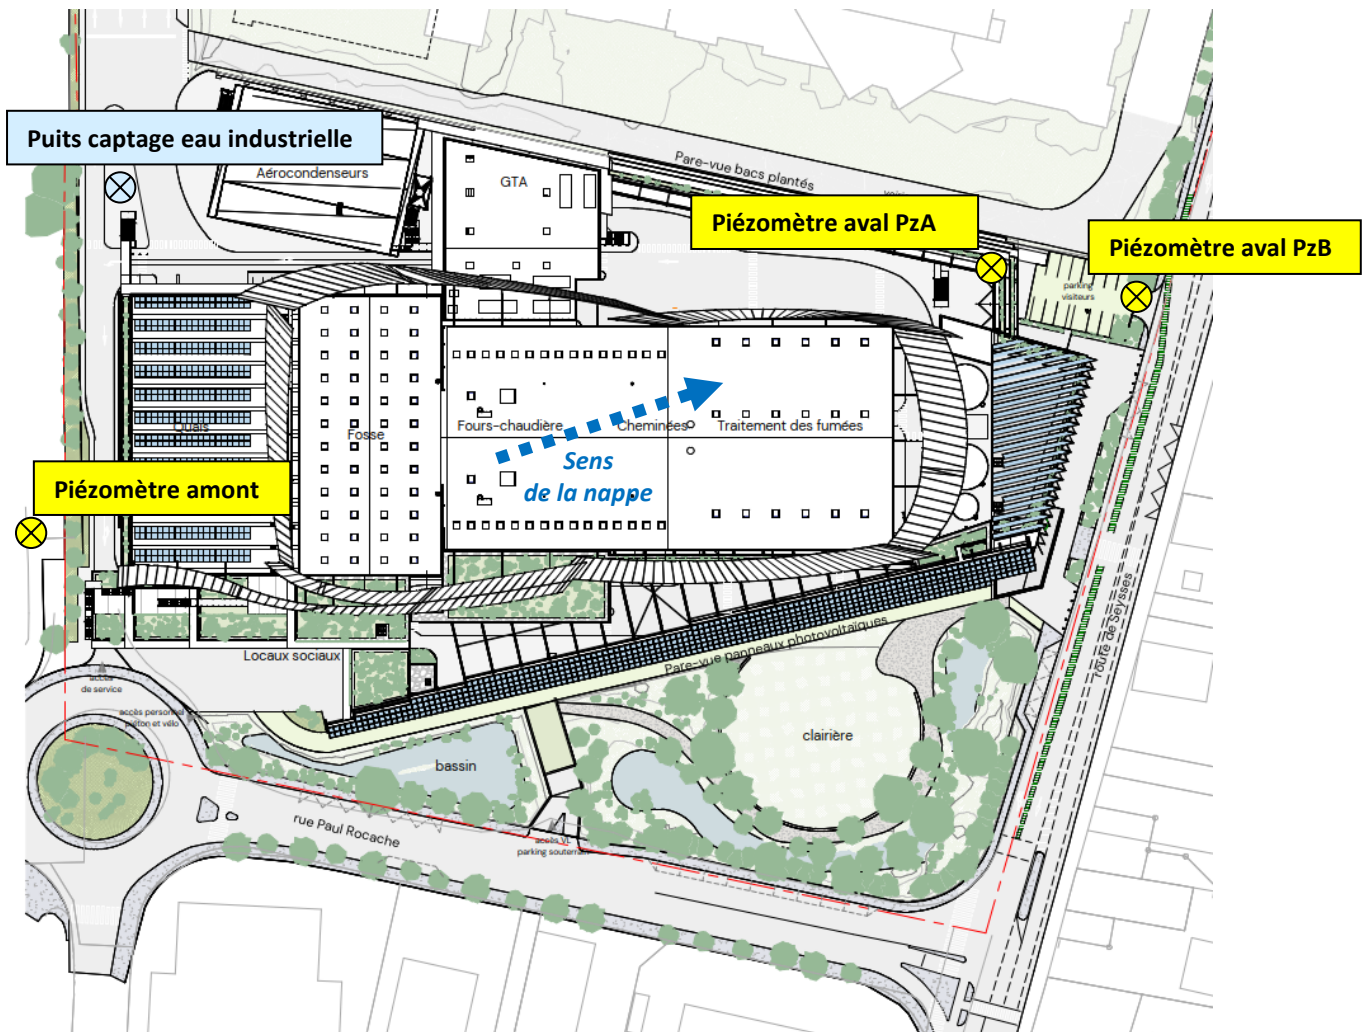 Puits captage eau industrielle
Aérocondenseurs
GTA
Pare-vue bacs plantés
Piézomètre aval PzA
Piézomètre aval PzB
parking
visiteurs
Quais
Fosse
Fours-chaudière
Cheminées
Traitement des fumées
Sens
de la nappe
Piézomètre amont
Locaux sociaux
Pare-vue panneaux photovoltaiques
route de Seysses
accès
de service
accès personnel
piéton et vélo
bassin
clairière
rue Paul Rocache
accès VL
parking souterrain